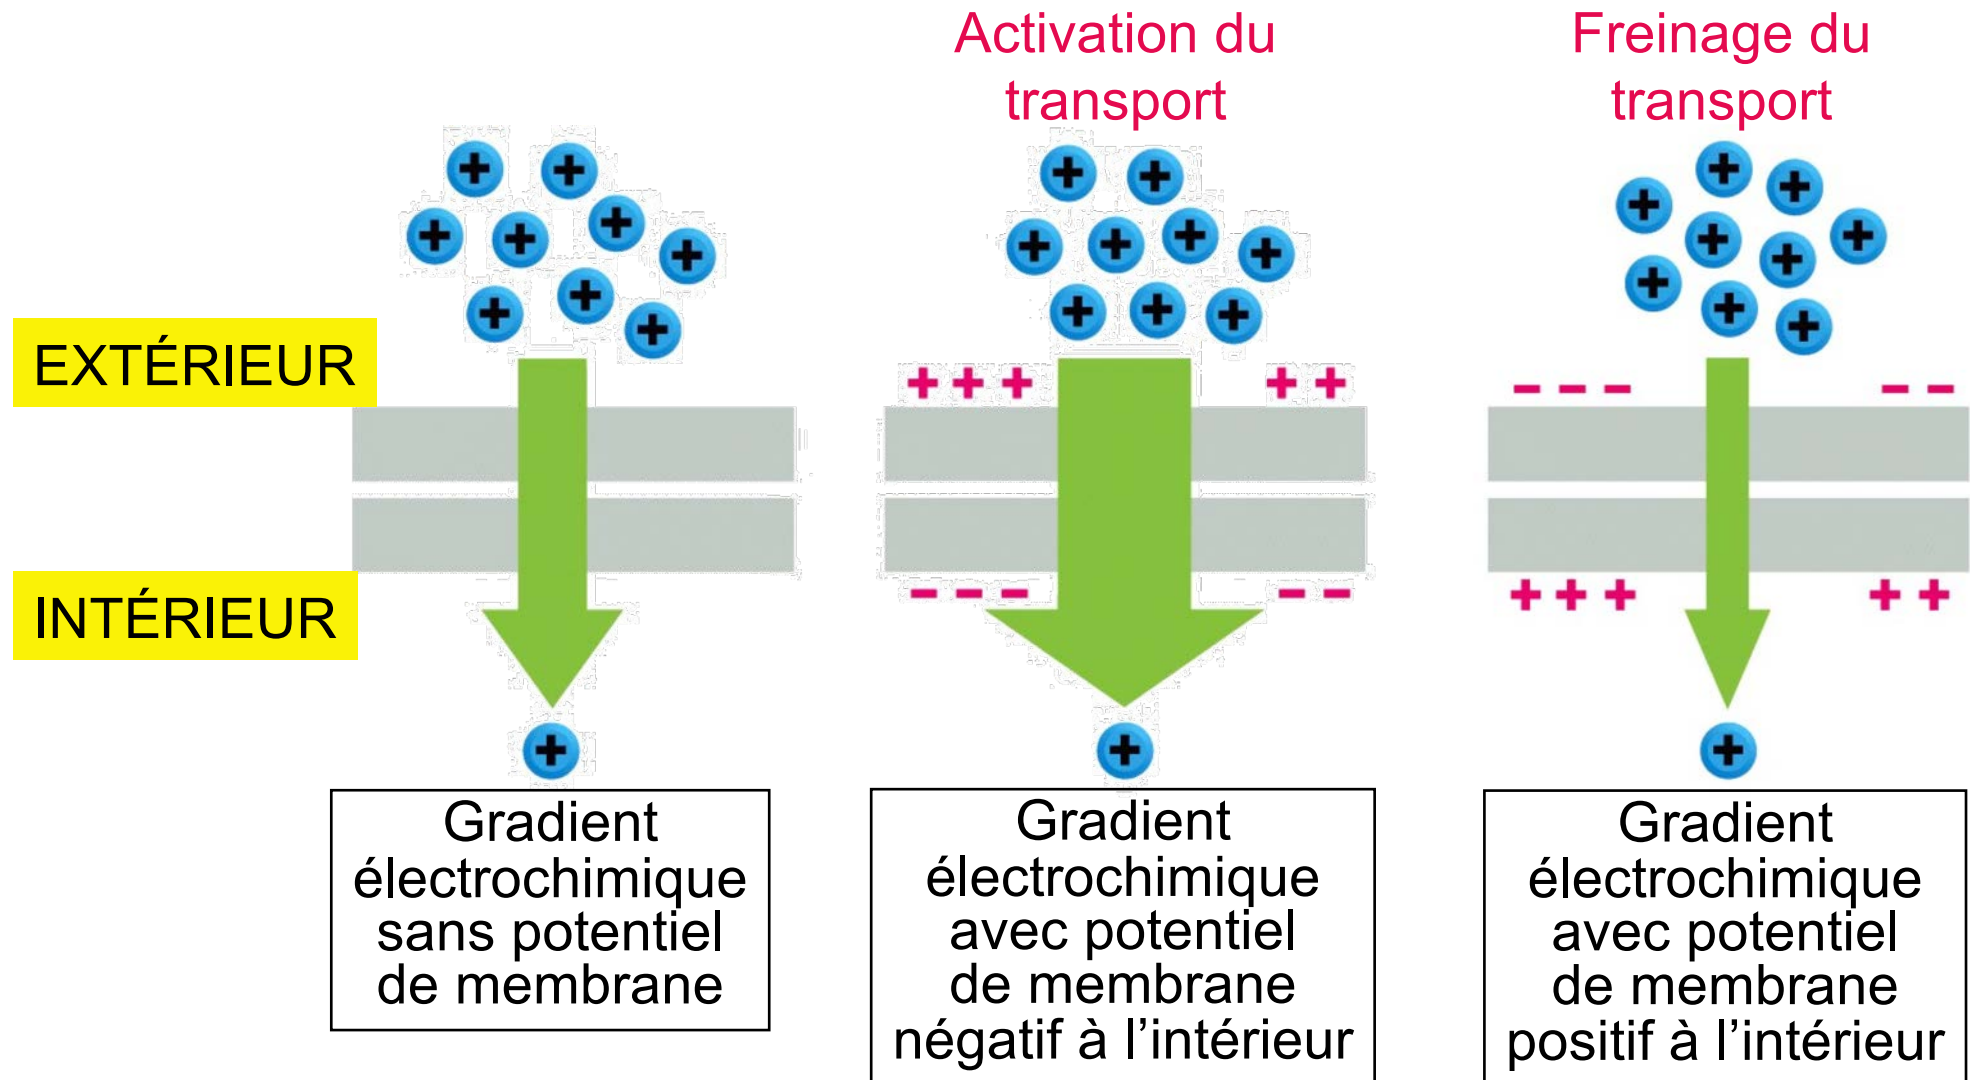 Activation du
transport
Freinage du
transport
+ + + + + + + + +
+ + + + + + + + +
+ + + + + + + + +
EXTÉRIEUR
+ + + + +
- - - - -
INTÉRIEUR
- - - - -
+ + + + +
+
+
+
Gradient
électrochimique
sans potentiel
de membrane
Gradient
électrochimique
avec potentiel
de membrane
négatif à l’intérieur
Gradient
électrochimique
avec potentiel
de membrane
positif à l’intérieur